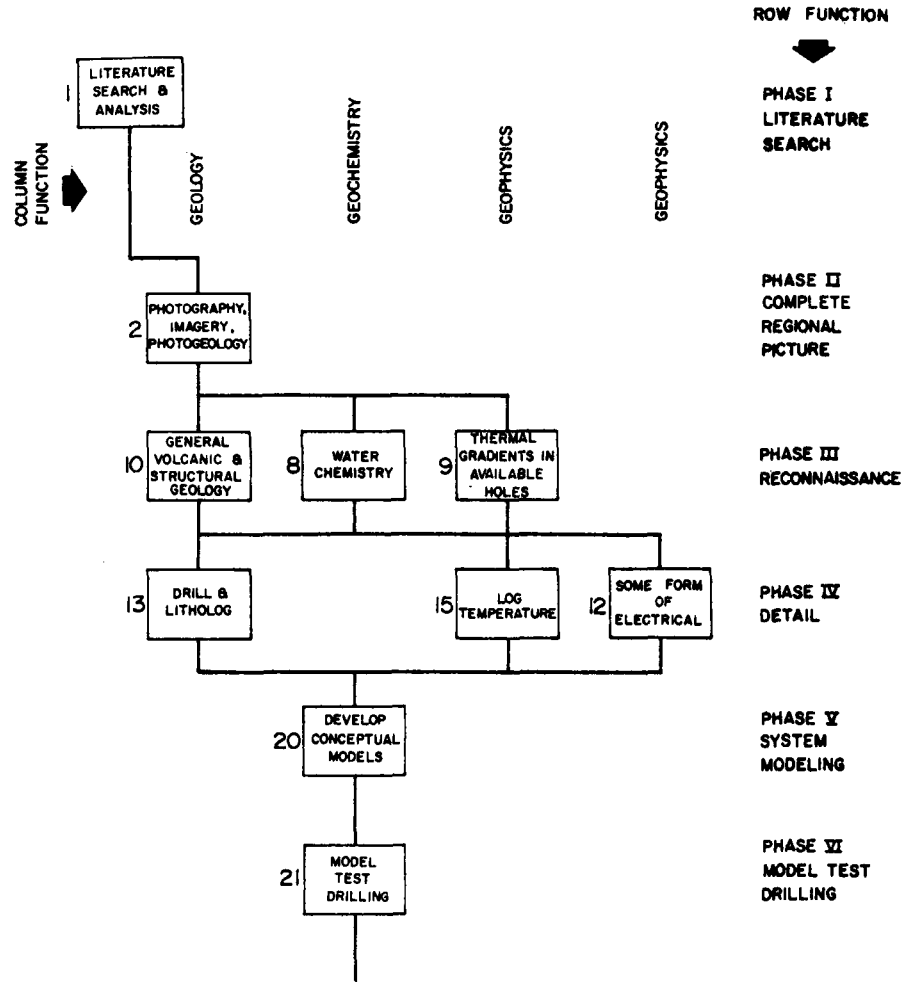 ROW FUNCTION
1
LITERATURE
SEARCH &
ANALYSIS
PHASE I
LITERATURE
SEARCH
COLUMN
FUNCTION
GEOLOGY
GEOCHEMISTRY
GEOPHYSICS
GEOPHYSICS
2
PHOTOGRAPHY,
IMAGERY,
PHOTOGEOLOGY
PHASE II
COMPLETE
REGIONAL
PICTURE
10
GENERAL
VOLCANIC &
STRUCTURAL
GEOLOGY
8
WATER
CHEMISTRY
9
THERMAL
GRADIENTS IN
AVAILABLE
HOLES
PHASE III
RECONNAISSANCE
13
DRILL &
LITHOLOG
15
LOG
TEMPERATURE
12
SOME FORM
OF
ELECTRICAL
PHASE IV
DETAIL
20
DEVELOP
CONCEPTUAL
MODELS
PHASE V
SYSTEM
MODELING
21
MODEL
TEST
DRILLING
PHASE VI
MODEL TEST
DRILLING